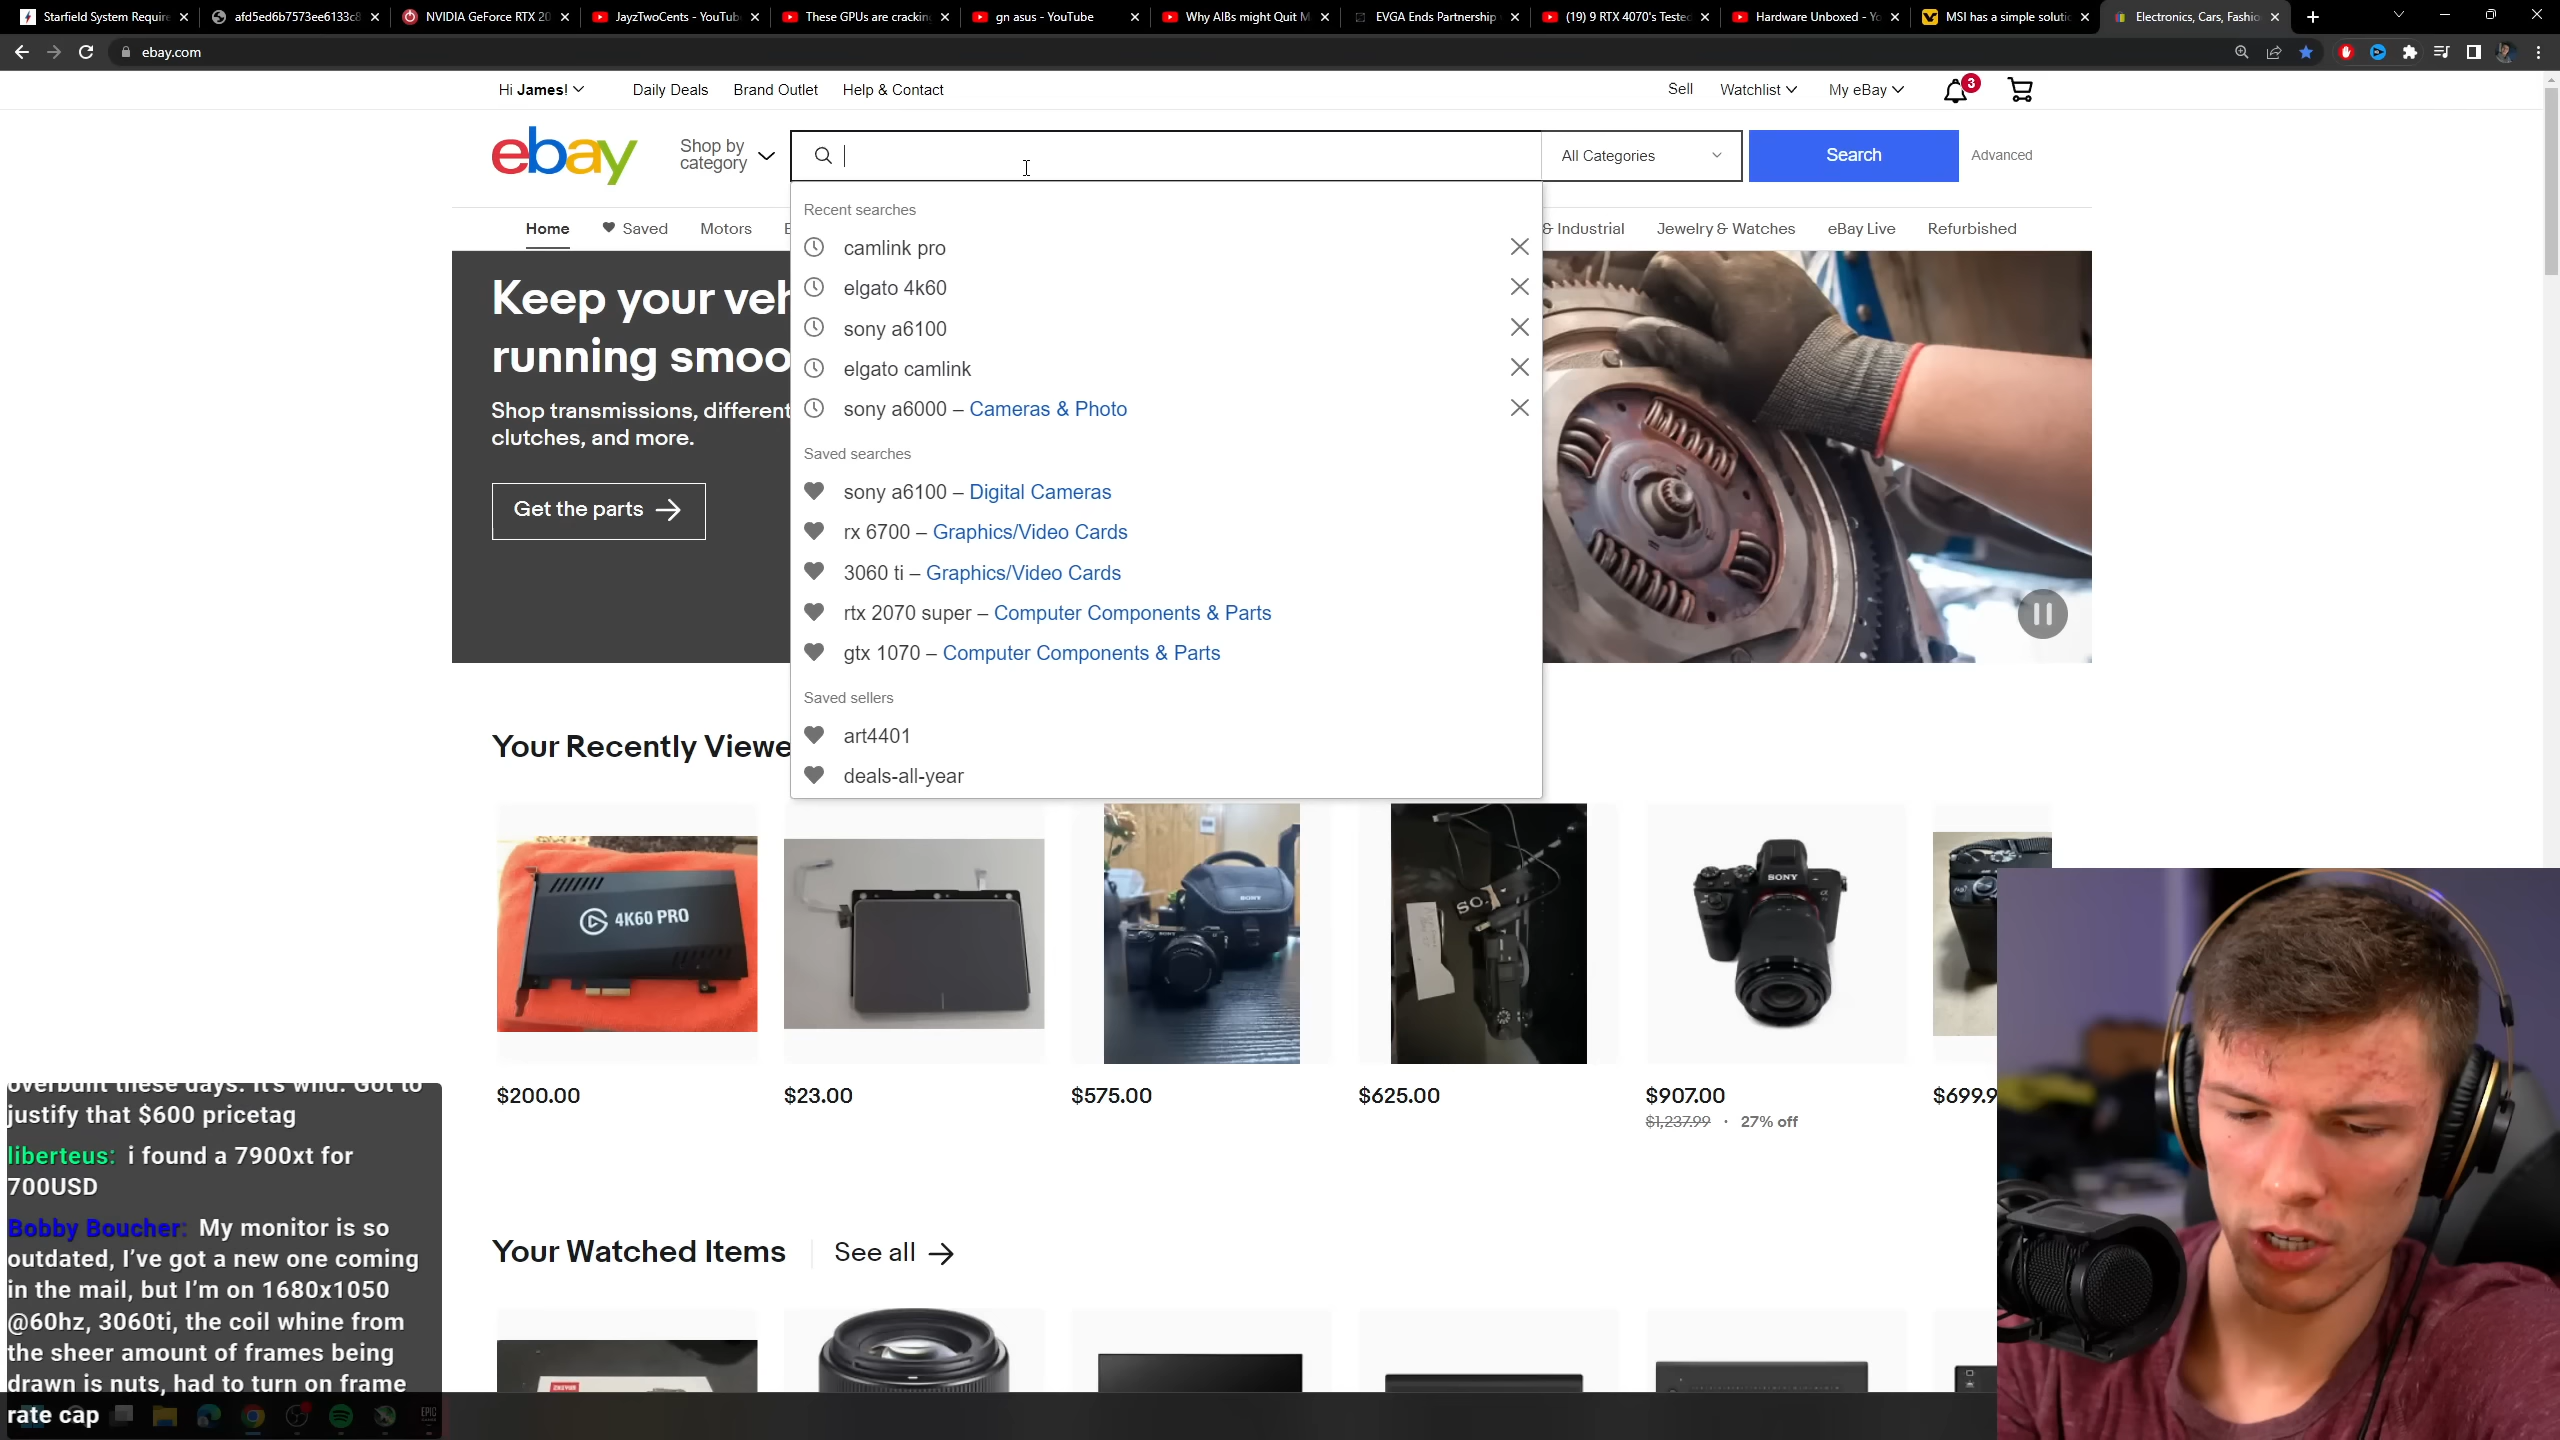 Starfield System Require
afd5ed6b7573ee6133c8
NVIDIA GeForce RTX 20
JayzTwoCents - YouTub
These GPUs are crackin
gn asus - YouTube
Why AIBs might Quit M
EVGA Ends Partnership
(19) 9 RTX 4070's Teste
Hardware Unboxed - Yo
MSI has a simple soluti
Electronics, Cars, Fashio
ebay.com
Hi James!
Daily Deals
Brand Outlet
Help & Contact
Sell
Watchlist
My eBay
3
ebay
Shop by
category
All Categories
Search
Advanced
Home
Saved
Motors
& Industrial
Jewelry & Watches
eBay Live
Refurbished
Recent searches
camlink pro
elgato 4k60
sony a6100
elgato camlink
sony a6000 – Cameras & Photo
Saved searches
sony a6100 – Digital Cameras
rx 6700 – Graphics/Video Cards
3060 ti – Graphics/Video Cards
rtx 2070 super – Computer Components & Parts
gtx 1070 – Computer Components & Parts
Saved sellers
art4401
deals-all-year
Keep your veh
running smoo
Shop transmissions, different
clutches, and more.
Get the parts
Your Recently Viewe
4K60 PRO
SONY
SO.
SONY
$200.00
$23.00
$575.00
$625.00
$907.00
$1,237.99 · 27% off
$699.9
Your Watched Items
See all
overbuilt these days. It's wild. Got to
justify that $600 pricetag
liberteus: i found a 7900xt for
700USD
Bobby Boucher: My monitor is so
outdated, I've got a new one coming
in the mail, but I'm on 1680x1050
@60hz, 3060ti, the coil whine from
the sheer amount of frames being
drawn is nuts, had to turn on frame
rate cap
EPIC